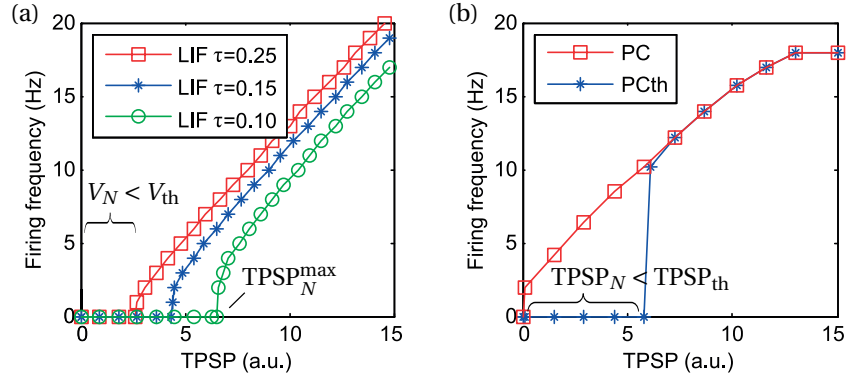 (a)
Firing frequency (Hz)
20
15
10
5
0
LIF τ=0.25
LIF τ=0.15
LIF τ=0.10
V_N < V_th
TPSP_N^max
0 5 10 15
TPSP (a.u.)
(b)
Firing frequency (Hz)
20
15
10
5
0
PC
PCth
TPSP_N < TPSP_th
0 5 10 15
TPSP (a.u.)